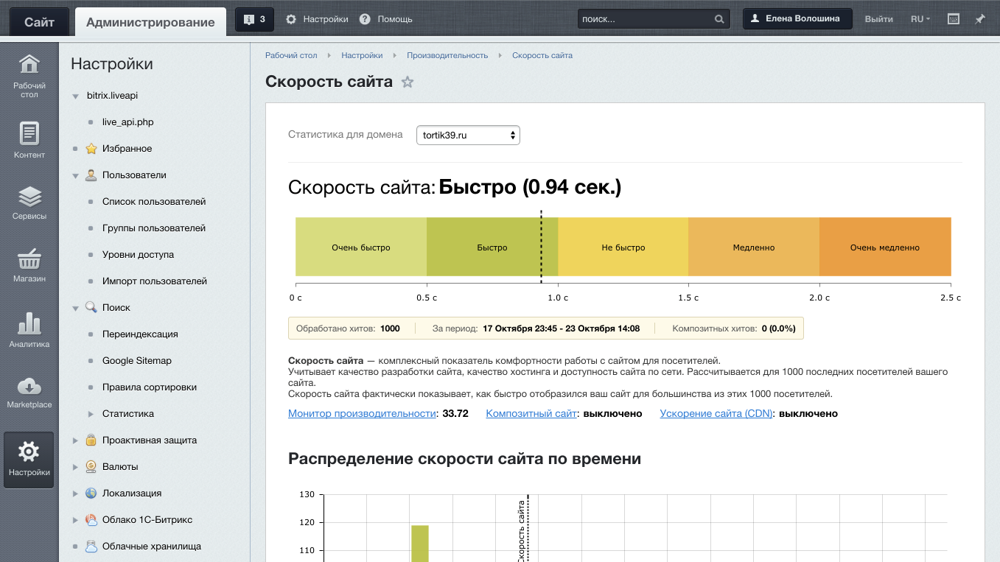 Сайт
Администрирование
3
Настройки
Помощь
поиск...
Елена Волошина
Выйти
RU
Рабочий
стол
Контент
Сервисы
Магазин
Аналитика
Marketplace
Настройки
Настройки
bitrix.liveapi
live_api.php
Избранное
Пользователи
Список пользователей
Группы пользователей
Уровни доступа
Импорт пользователей
Поиск
Переиндексация
Google Sitemap
Правила сортировки
Статистика
Проактивная защита
Валюты
Локализация
Облако 1С-Битрикс
Облачные хранилища
Рабочий стол Настройки Производительность Скорость сайта
Скорость сайта
Статистика для домена tortik39.ru
Скорость сайта: Быстро (0.94 сек.)
Очень быстро Быстро Не быстро Медленно Очень медленно
0 с 0.5 с 1.0 с 1.5 с 2.0 с 2.5 с
Обработано хитов: 1000 За период: 17 Октября 23:45 - 23 Октября 14:08 Композитных хитов: 0 (0.0%)
Скорость сайта — комплексный показатель комфортности работы с сайтом для посетителей.
Учитывает качество разработки сайта, качество хостинга и доступность сайта по сети. Рассчитывается для 1000 последних посетителей вашего
сайта.
Скорость сайта фактически показывает, как быстро отобразился ваш сайт для большинства из этих 1000 посетителей.
Монитор производительности: 33.72 Композитный сайт: выключено Ускорение сайта (CDN): выключено
Распределение скорости сайта по времени
130
120
110
Скорость сайта